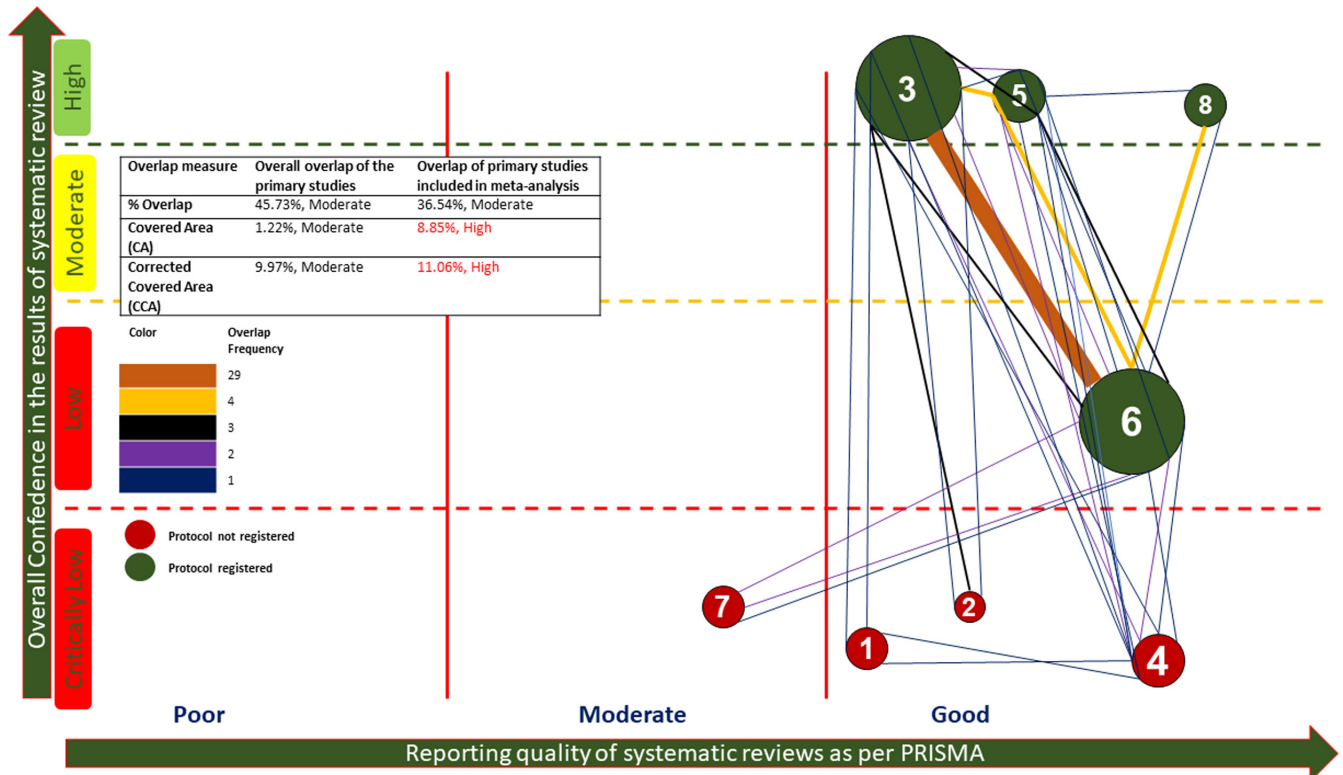 Overall Confedence in the results of systematic review
High
Moderate
Low
Critically Low
3
5
8
Overlap measure
Overall overlap of the
primary studies
Overlap of primary studies
included in meta-analysis
% Overlap
45.73%, Moderate
36.54%, Moderate
Covered Area
(CA)
1.22%, Moderate
8.85%, High
Corrected
Covered Area
(CCA)
9.97%, Moderate
11.06%, High
Color
Overlap
Frequency
29
4
3
2
1
6
Protocol not registered
Protocol registered
7
2
1
4
Poor
Moderate
Good
Reporting quality of systematic reviews as per PRISMA